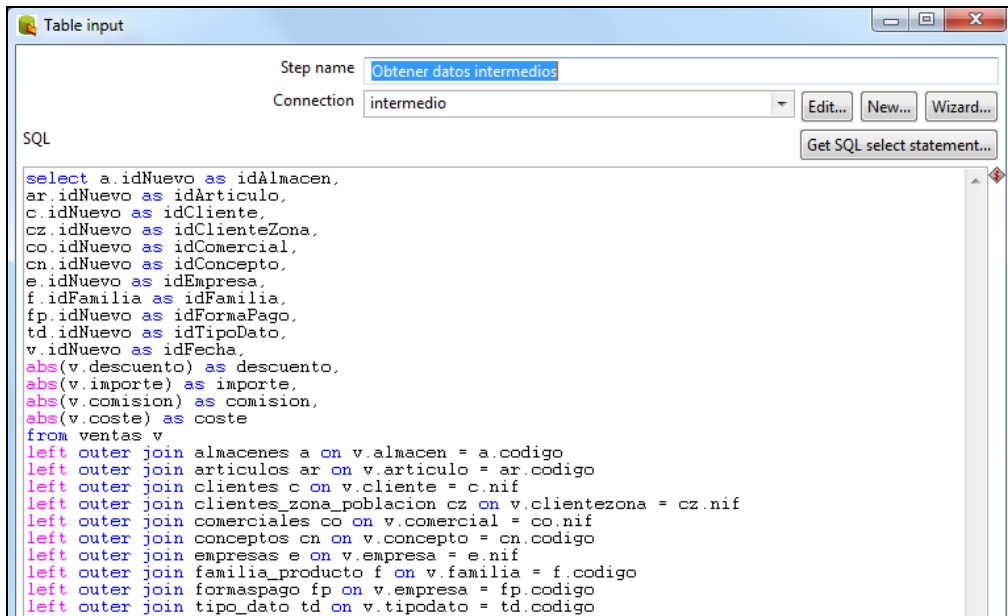 Table input
Step name Obtener datos intermedios
Connection intermedio Edit... New... Wizard...
SQL Get SQL select statement...
select a.idNuevo as idAlmacen,
ar.idNuevo as idArticulo,
c.idNuevo as idCliente,
cz.idNuevo as idClienteZona,
co.idNuevo as idComercial,
cn.idNuevo as idConcepto,
e.idNuevo as idEmpresa,
f.idFamilia as idFamilia,
fp.idNuevo as idFormaPago,
td.idNuevo as idTipoDato,
v.idNuevo as idFecha,
abs(v.descuento) as descuento,
abs(v.importe) as importe,
abs(v.comision) as comision,
abs(v.coste) as coste
from ventas v
left outer join almacenes a on v.almacen = a.codigo
left outer join articulos ar on v.articulo = ar.codigo
left outer join clientes c on v.cliente = c.nif
left outer join clientes_zona_poblacion cz on v.clientezona = cz.nif
left outer join comerciales co on v.comercial = co.nif
left outer join conceptos cn on v.concepto = cn.codigo
left outer join empresas e on v.empresa = e.nif
left outer join familia_producto f on v.familia = f.codigo
left outer join formaspago fp on v.empresa = fp.codigo
left outer join tipo_dato td on v.tipodato = td.codigo